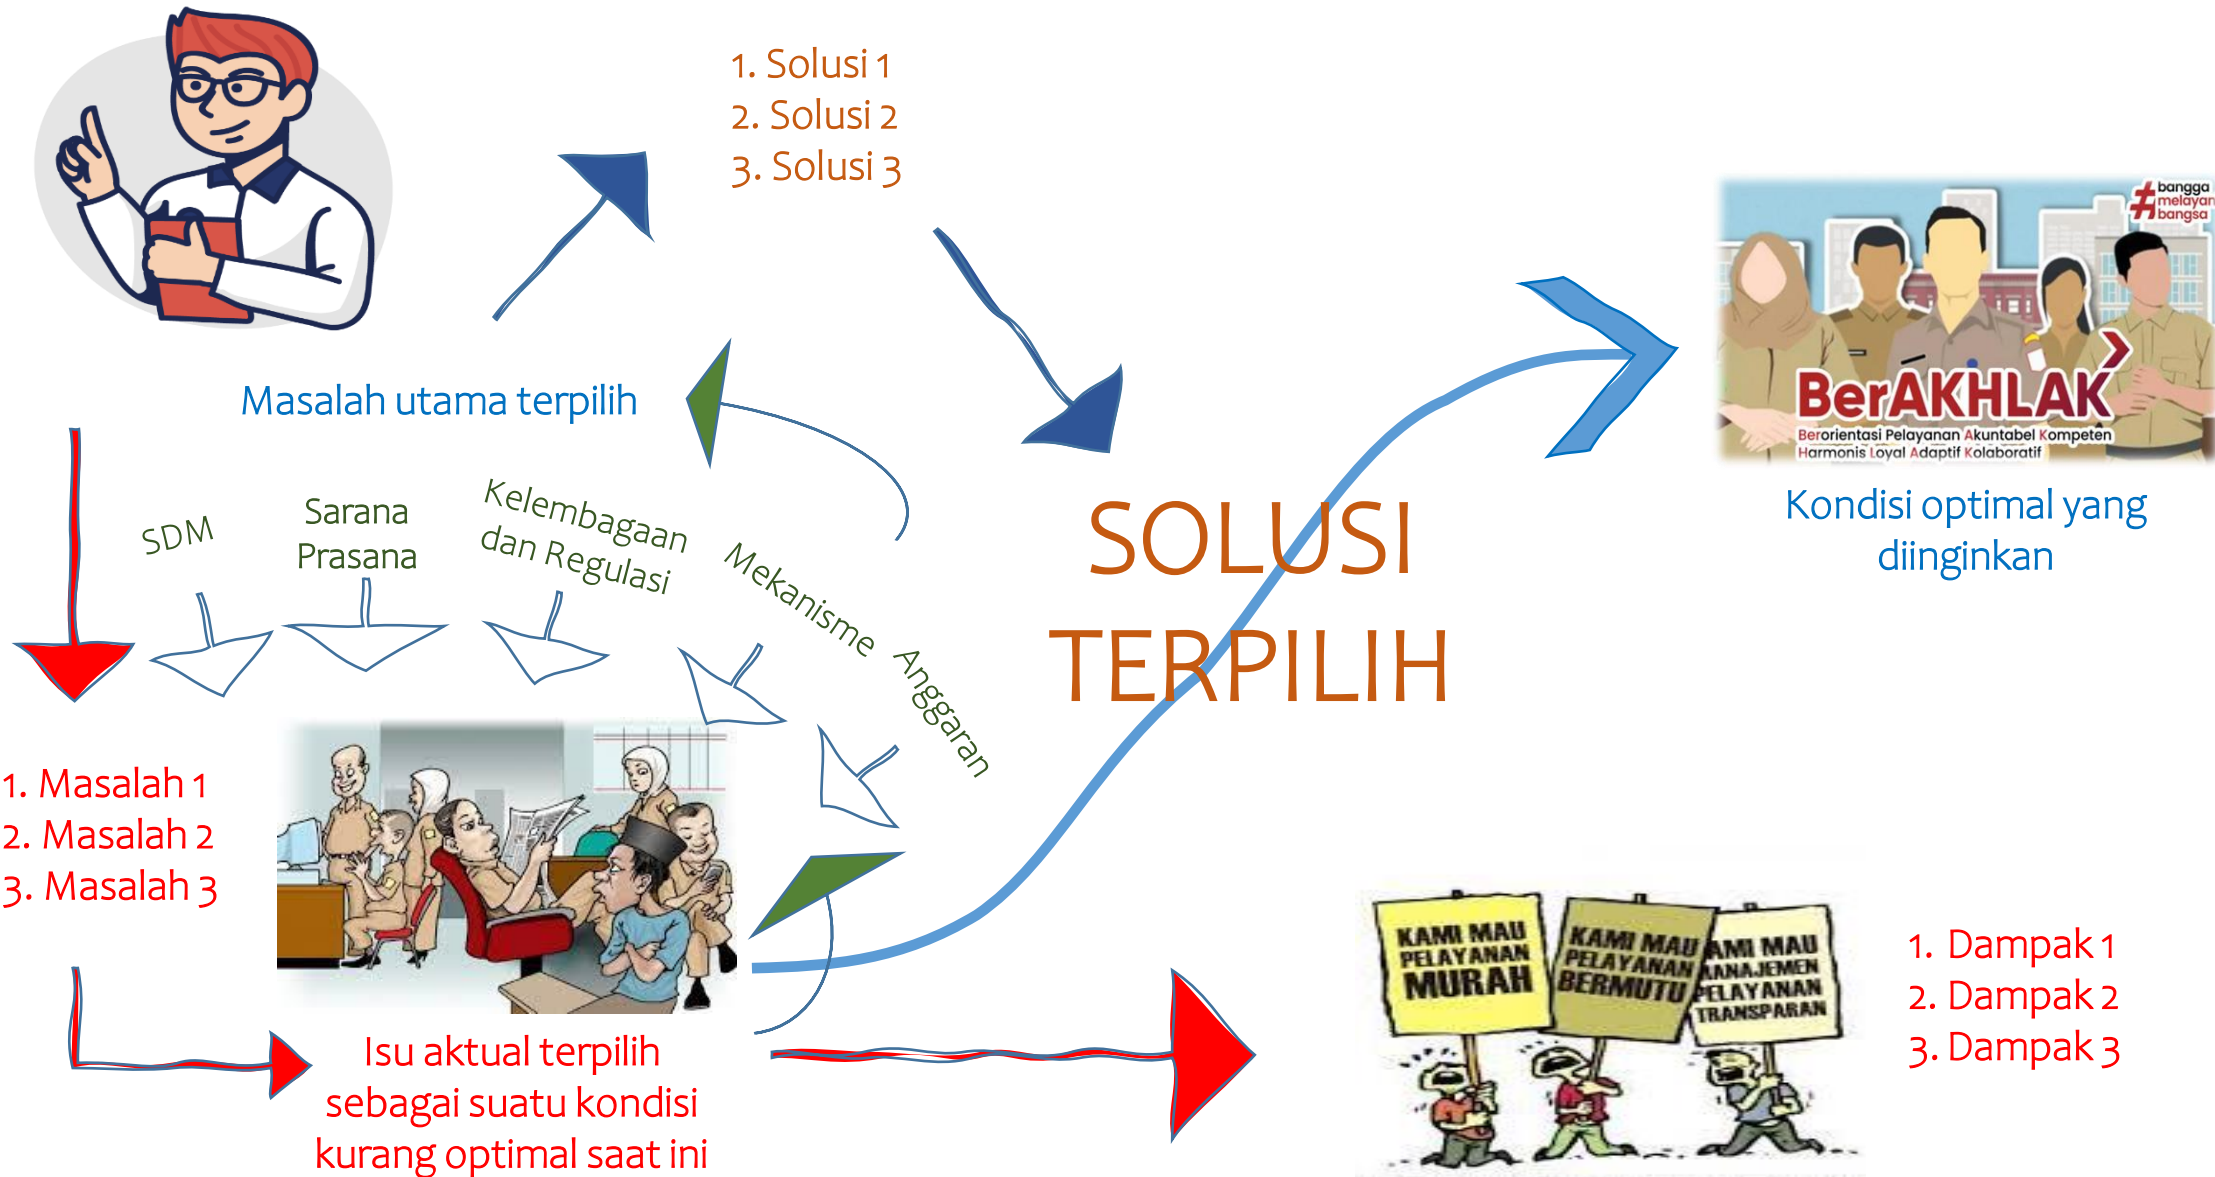 1. Solusi 1
2. Solusi 2
3. Solusi 3
bangga
melayani
bangsa
BerAKHLAK
Berorientasi Pelayanan Akuntabel Kompeten
Harmonis Loyal Adaptif Kolaboratif
Kondisi optimal yang
diinginkan
Masalah utama terpilih
SDM
Sarana
Prasana
Kelembagaan
dan Regulasi
Mekanisme
Anggaran
SOLUSI
TERPILIH
1. Masalah 1
2. Masalah 2
3. Masalah 3
Isu aktual terpilih
sebagai suatu kondisi
kurang optimal saat ini
KAMI MAU
PELAYANAN
MURAH
KAMI MAU
PELAYANAN
BERMUTU
AMI MAU
MANAJEMEN
PELAYANAN
TRANSPARAN
1. Dampak 1
2. Dampak 2
3. Dampak 3